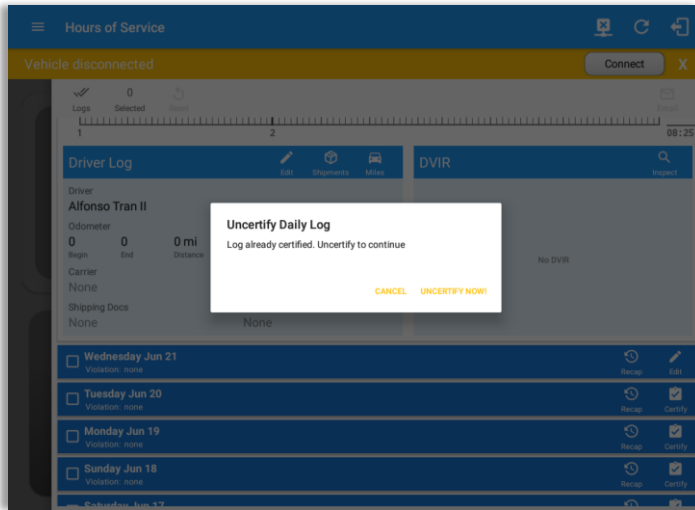 Hours of Service
Vehicle disconnected
Connect X
0
Logs Selected Reset Email
1 2 08:25
Driver Log
Edit Shipments Miles
DVIR
Inspect
Driver
Alfonso Tran II
Odometer
0 0 0 mi
Begin End Distance
Carrier
None
Shipping Docs
None None
No DVIR
Uncertify Daily Log
Log already certified. Uncertify to continue
CANCEL UNCERTIFY NOW!
Wednesday Jun 21
Violation: none
Recap Edit
Tuesday Jun 20
Violation: none
Recap Certify
Monday Jun 19
Violation: none
Recap Certify
Sunday Jun 18
Violation: none
Recap Certify
Saturday Jun 17